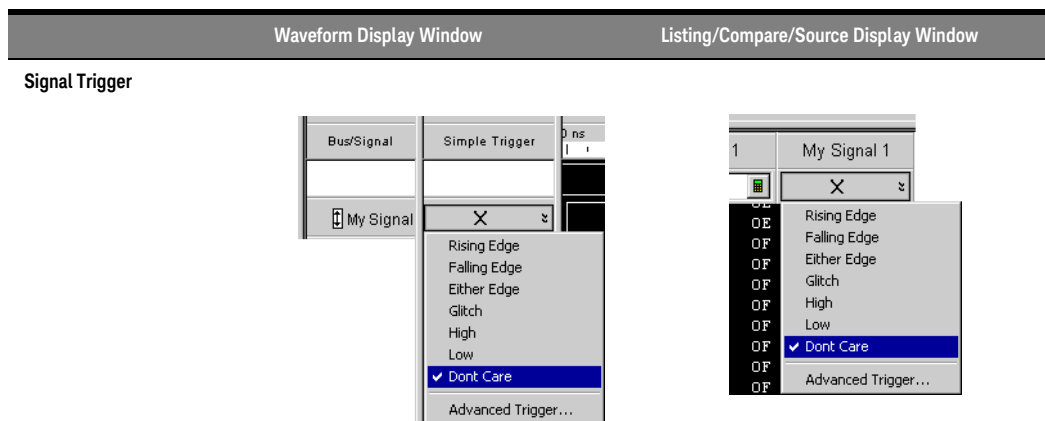 Waveform Display Window
Listing/Compare/Source Display Window
Signal Trigger
Bus/Signal
Simple Trigger
0 ns
My Signal
X
Rising Edge
Falling Edge
Either Edge
Glitch
High
Low
Dont Care
Advanced Trigger...
1
My Signal 1
X
0E
0F
0F
0F
0F
0F
0F
0F
0F
Rising Edge
Falling Edge
Either Edge
Glitch
High
Low
Dont Care
Advanced Trigger...